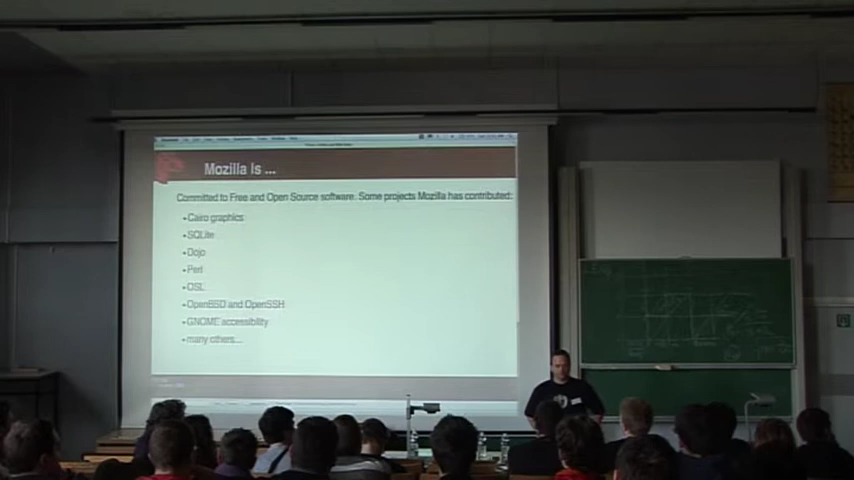 Mozilla Is ...
Committed to Free and Open Source software. Some projects Mozilla has contributed:
• Cairo graphics
• SQLite
• Dojo
• Perl
• OSL
• OpenBSD and OpenSSH
• GNOME accessibility
• many others...